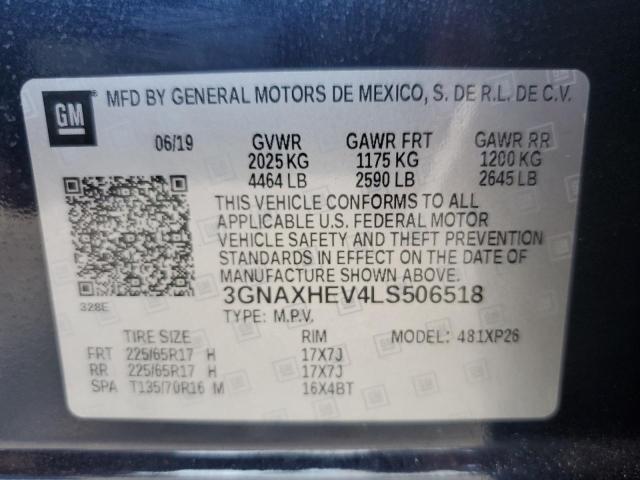 GM
MFD BY GENERAL MOTORS DE MEXICO, S. DE R.L. DE C.V.
06/19 GVWR GAWR FRT GAWR RR
2025 KG 1175 KG 1200 KG
4464 LB 2590 LB 2645 LB
THIS VEHICLE CONFORMS TO ALL
APPLICABLE U.S. FEDERAL MOTOR
VEHICLE SAFETY AND THEFT PREVENTION
STANDARDS IN EFFECT ON THE DATE OF
MANUFACTURE SHOWN ABOVE.
328E
3GNAXHEV4LS506518
TYPE: M.P.V.
TIRE SIZE RIM MODEL: 481XP26
FRT 225/65R17 H 17X7J
RR 225/65R17 H 17X7J
SPA T135/70R16 M 16X4BT